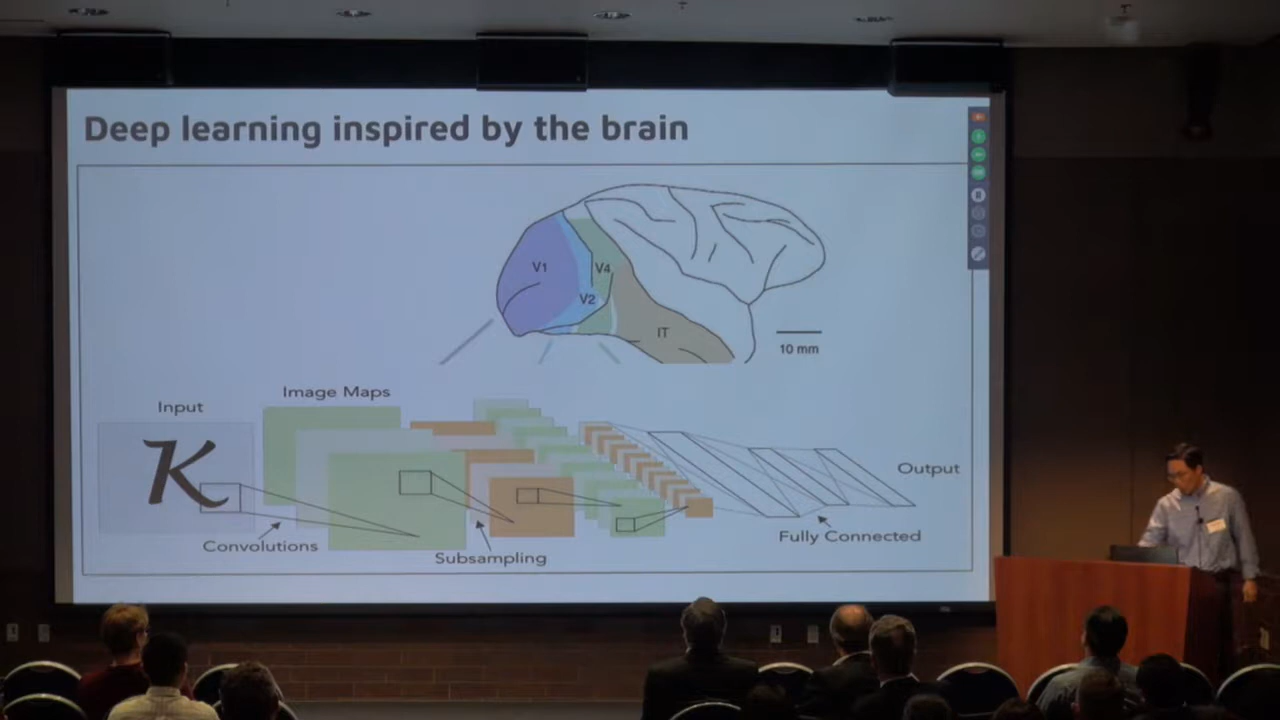 Deep learning inspired by the brain
V1
V4
V2
IT
10 mm
Image Maps
Input
K
Output
Convolutions
Subsampling
Fully Connected